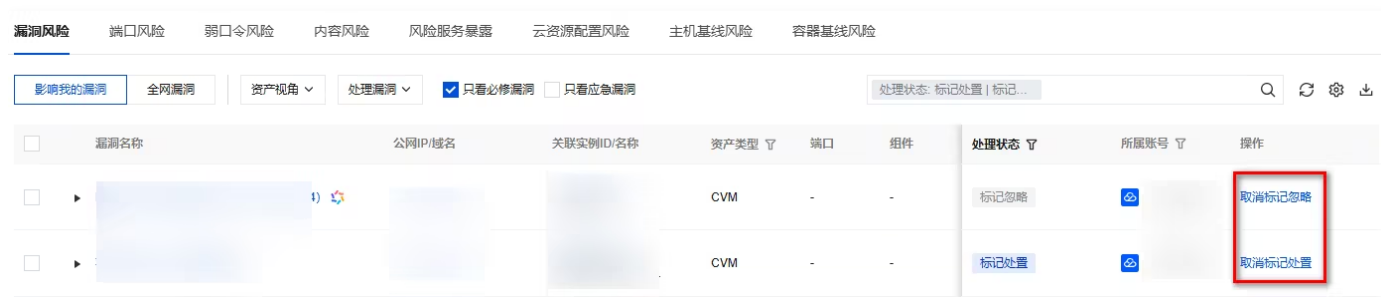 漏洞风险 端口风险 弱口令风险 内容风险 风险服务暴露 云资源配置风险 主机基线风险 容器基线风险
影响我的漏洞 全网漏洞 资产视角 处理漏洞 只看必修漏洞 只看应急漏洞 处理状态: 标记处置 | 标记...
漏洞名称 公网IP/域名 关联实例ID/名称 资产类型 端口 组件 处理状态 所属账号 操作
4) CVM - - 标记忽略 取消标记忽略
CVM - - 标记处置 取消标记处置